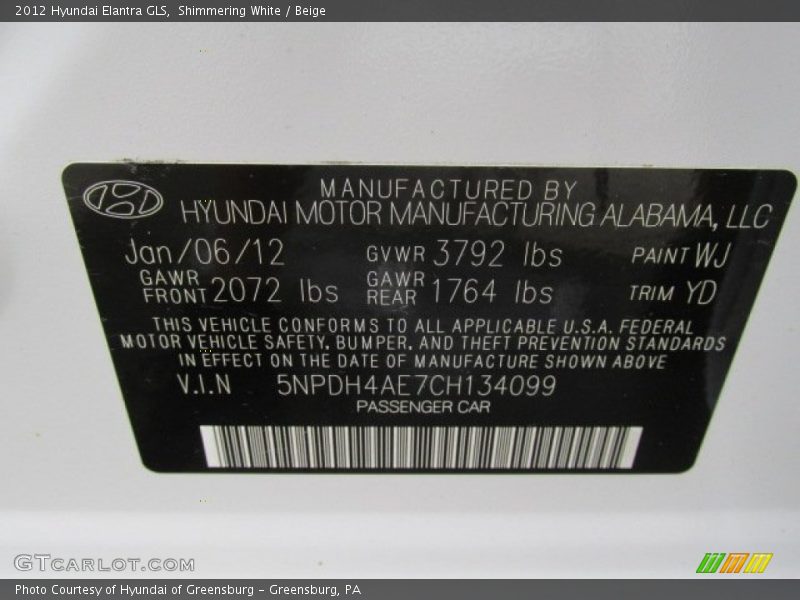 2012 Hyundai Elantra GLS, Shimmering White / Beige
MANUFACTURED BY
HYUNDAI MOTOR MANUFACTURING ALABAMA, LLC
Jan/06/12 GVWR 3792 lbs PAINT WJ
GAWR FRONT 2072 lbs GAWR REAR 1764 lbs TRIM YD
THIS VEHICLE CONFORMS TO ALL APPLICABLE U.S.A. FEDERAL
MOTOR VEHICLE SAFETY, BUMPER, AND THEFT PREVENTION STANDARDS
IN EFFECT ON THE DATE OF MANUFACTURE SHOWN ABOVE
V.I.N 5NPDH4AE7CH134099
PASSENGER CAR
GTCARLOT.COM
Photo Courtesy of Hyundai of Greensburg - Greensburg, PA